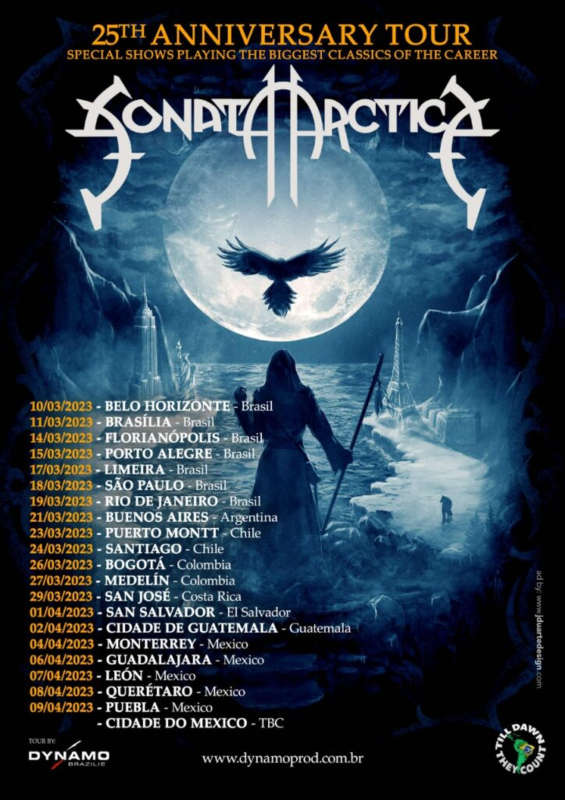 25TH ANNIVERSARY TOUR
SPECIAL SHOWS PLAYING THE BIGGEST CLASSICS OF THE CAREER
SONATA ARCTICA
10/03/2023 - BELO HORIZONTE - Brasil
11/03/2023 - BRASÍLIA - Brasil
14/03/2023 - FLORIANÓPOLIS - Brasil
15/03/2023 - PORTO ALEGRE - Brasil
17/03/2023 - LIMEIRA - Brasil
18/03/2023 - SÃO PAULO - Brasil
19/03/2023 - RIO DE JANEIRO - Brasil
21/03/2023 - BUENOS AIRES - Argentina
23/03/2023 - PUERTO MONTT - Chile
24/03/2023 - SANTIAGO - Chile
26/03/2023 - BOGOTÁ - Colombia
27/03/2023 - MEDELÍN - Colombia
29/03/2023 - SAN JOSÉ - Costa Rica
01/04/2023 - SAN SALVADOR - El Salvador
02/04/2023 - CIDADE DE GUATEMALA - Guatemala
04/04/2023 - MONTERREY - Mexico
06/04/2023 - GUADALAJARA - Mexico
07/04/2023 - LEÓN - Mexico
08/04/2023 - QUERÉTARO - Mexico
09/04/2023 - PUEBLA - Mexico
- CIDADE DO MEXICO - TBC
ad by: www.jduartedesign.com
TOUR BY:
DYNAMO
BRAZILIE
www.dynamoprod.com.br
TILL DAWN
THEY COUNT